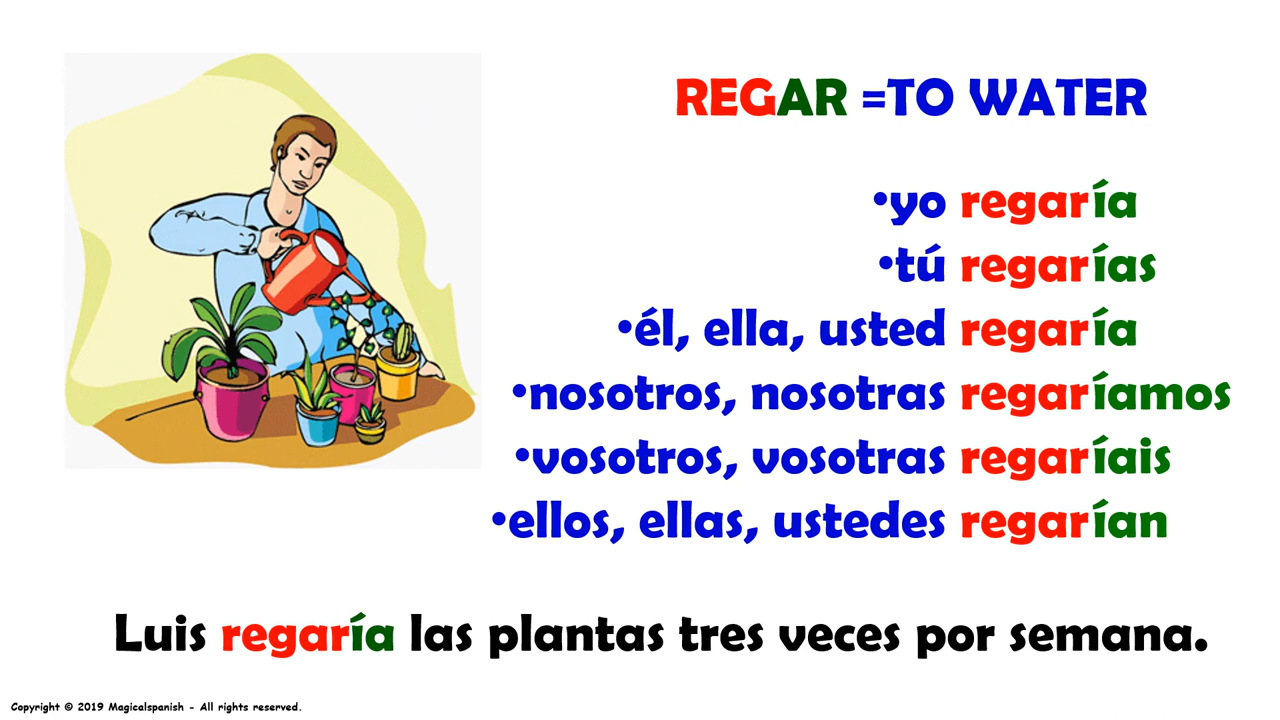 REGAR =TO WATER
•yo regaría
•tú regarías
•él, ella, usted regaría
•nosotros, nosotras regaríamos
•vosotros, vosotras regaríais
•ellos, ellas, ustedes regarían
Luis regaría las plantas tres veces por semana.
Copyright © 2019 Magicalspanish - All rights reserved.